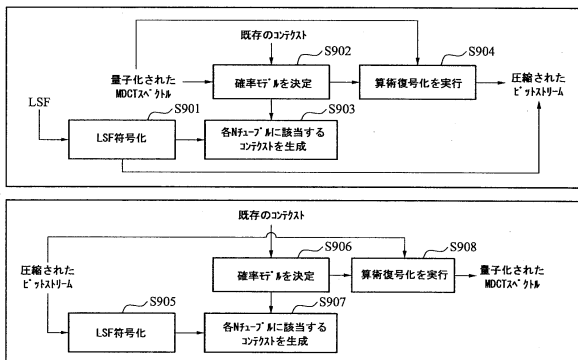 既存のコンテクスト
S902
S904
量子化された
MDCTスペクトル
確率モデルを決定
算術復号化を実行
圧縮された
ビットストリーム
LSF
S901
S903
LSF符号化
各Nチュープルに該当する
コンテクストを生成
既存のコンテクスト
S906
S908
圧縮された
ビットストリーム
確率モデルを決定
算術復号化を実行
量子化された
MDCTスペクトル
S905
S907
LSF符号化
各Nチュープルに該当する
コンテクストを生成